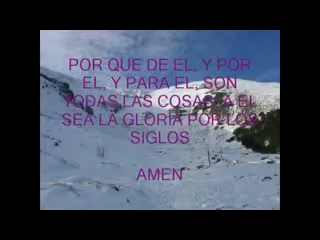 POR QUE DE EL, Y POR
EL, Y PARA EL, SON
TODAS LAS COSAS. A EL
SEA LA GLORIA POR LOS
SIGLOS
AMEN